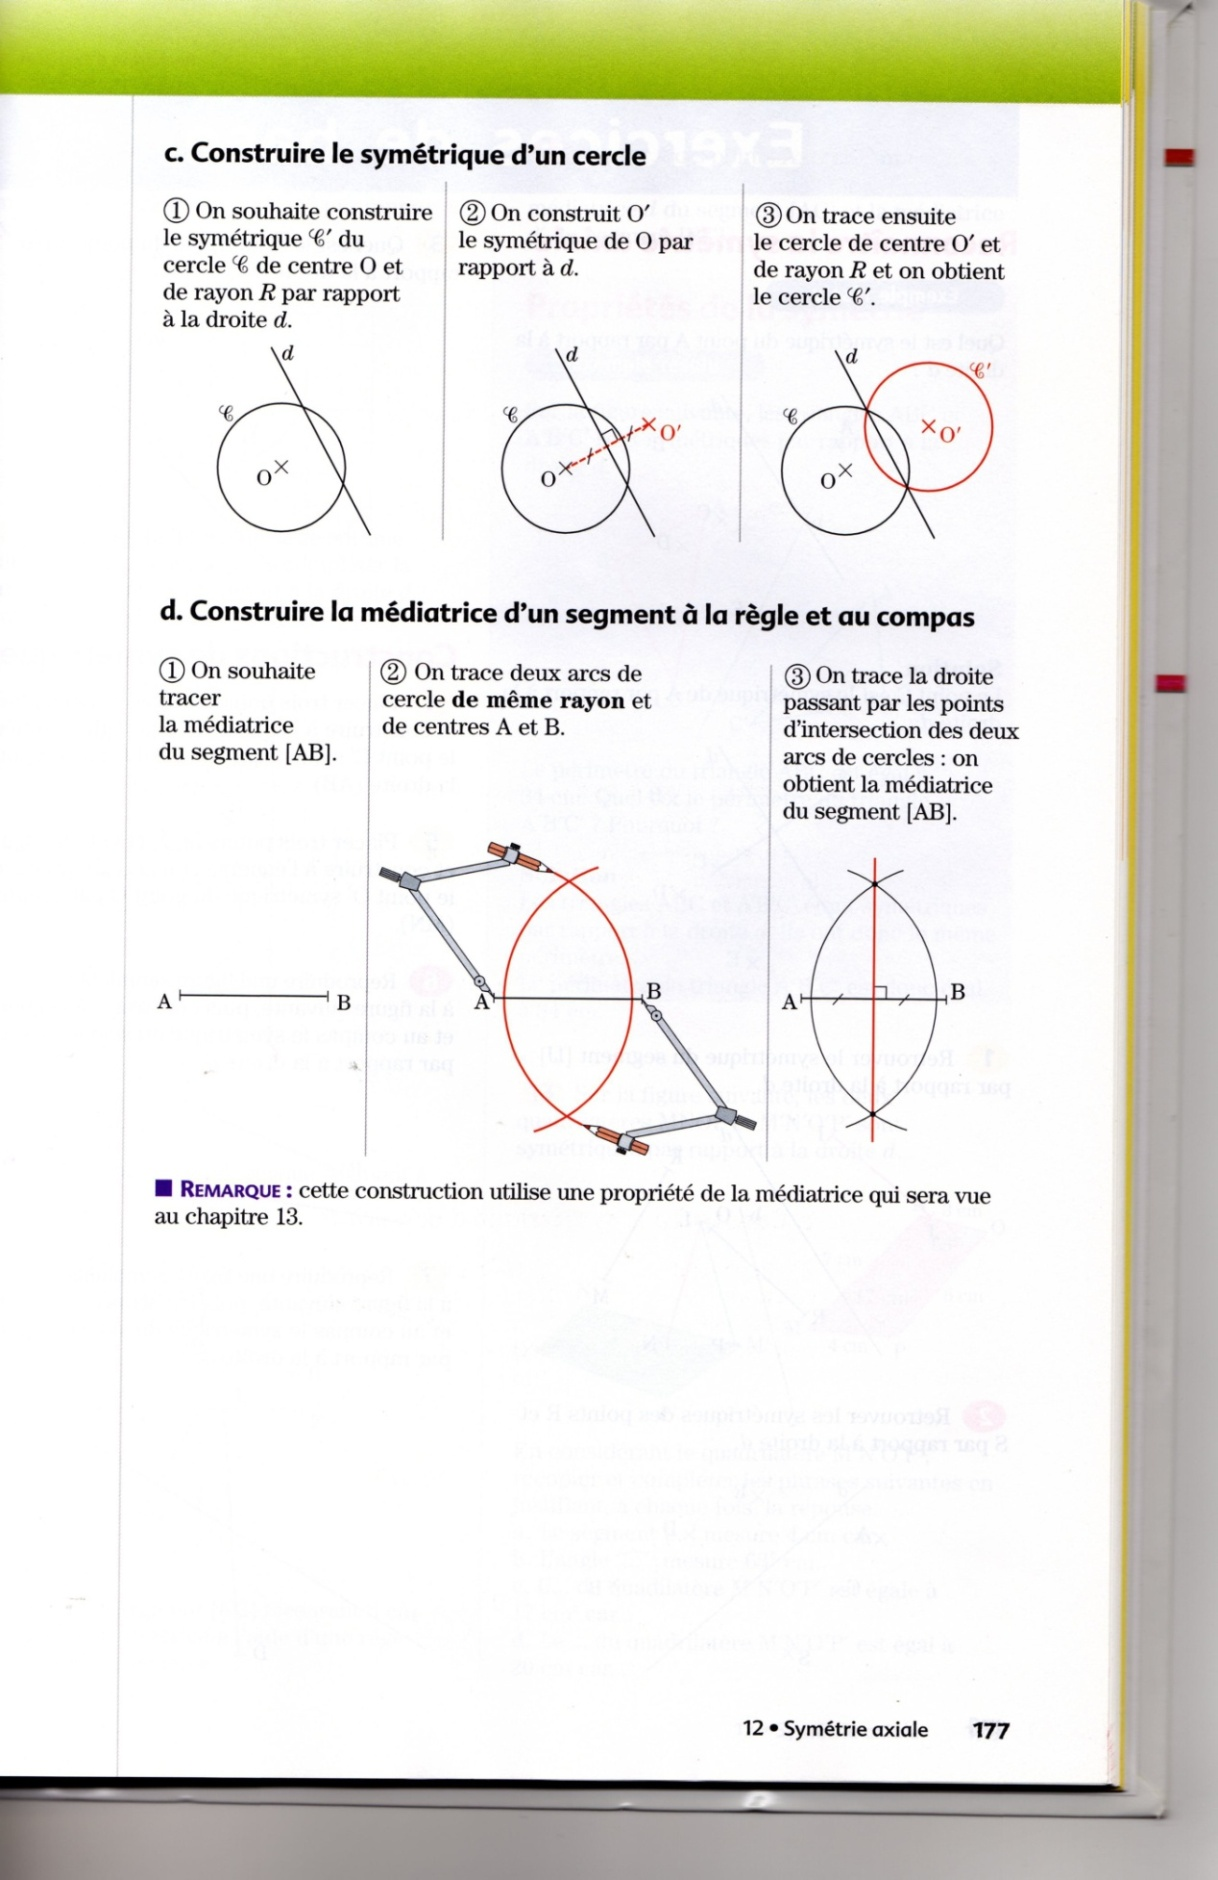 c. Construire le symétrique d'un cercle
① On souhaite construire
le symétrique 𝒞′ du
cercle 𝒞 de centre O et
de rayon R par rapport
à la droite d.
② On construit O′
le symétrique de O par
rapport à d.
③ On trace ensuite
le cercle de centre O′ et
de rayon R et on obtient
le cercle 𝒞′.
d
𝒞
O
d
𝒞
O
O′
d
𝒞
O
𝒞′
O′
d. Construire la médiatrice d'un segment à la règle et au compas
① On souhaite
tracer
la médiatrice
du segment [AB].
② On trace deux arcs de
cercle de même rayon et
de centres A et B.
③ On trace la droite
passant par les points
d'intersection des deux
arcs de cercles : on
obtient la médiatrice
du segment [AB].
A B
A B
A B
■ REMARQUE : cette construction utilise une propriété de la médiatrice qui sera vue
au chapitre 13.
12 • Symétrie axiale 177